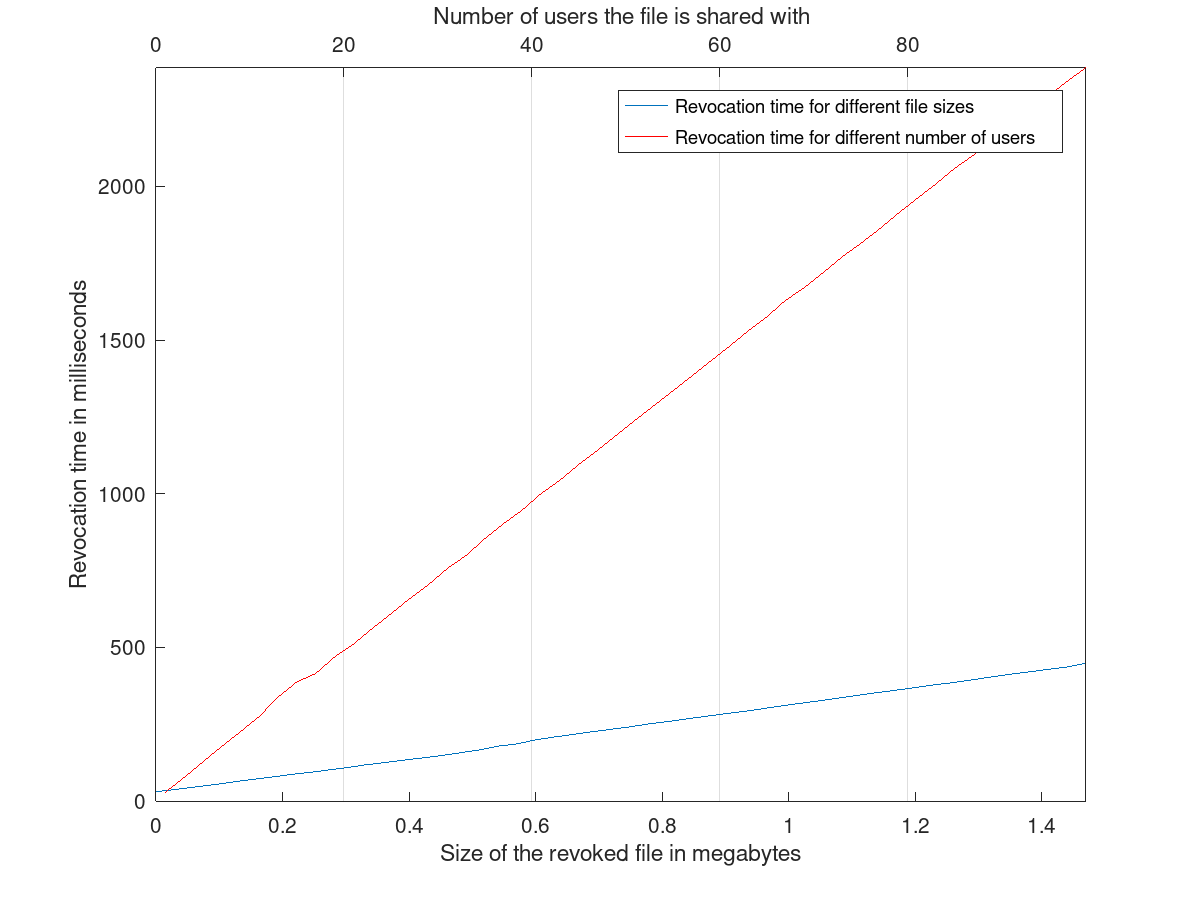 Number of users the file is shared with
0 20 40 60 80
Revocation time for different file sizes
Revocation time for different number of users
Revocation time in milliseconds
2000
1500
1000
500
0
0 0.2 0.4 0.6 0.8 1 1.2 1.4
Size of the revoked file in megabytes